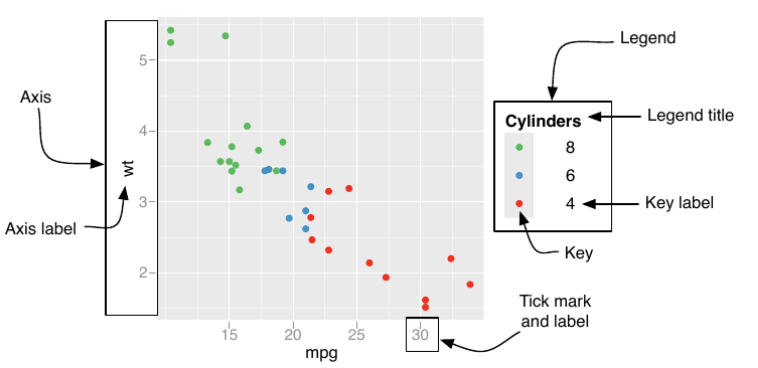 Legend
Axis
Axis label
wt
5
4
3
2
15
20
25
30
mpg
Cylinders
8
6
4
Legend title
Key label
Key
Tick mark
and label